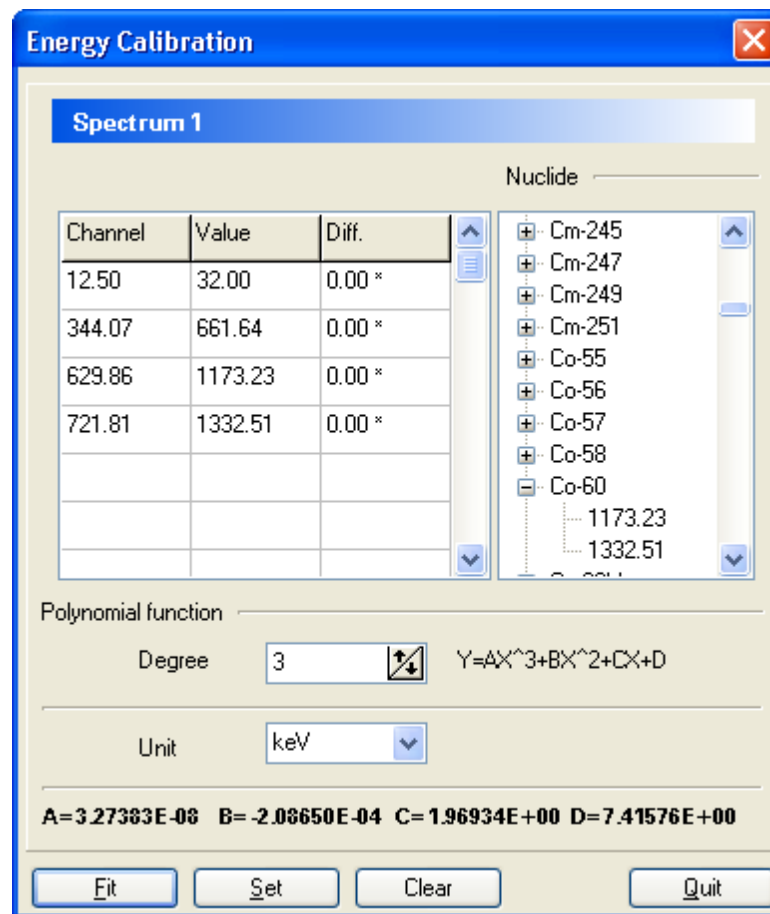 Energy Calibration
Spectrum 1
Nuclide
Channel Value Diff.
12.50 32.00 0.00 *
344.07 661.64 0.00 *
629.86 1173.23 0.00 *
721.81 1332.51 0.00 *
Cm-245
Cm-247
Cm-249
Cm-251
Co-55
Co-56
Co-57
Co-58
Co-60
1173.23
1332.51
Polynomial function
Degree 3 Y=AX^3+BX^2+CX+D
Unit keV
A=3.27383E-08 B= -2.08650E-04 C= 1.96934E+00 D=7.41576E+00
Fit Set Clear Quit